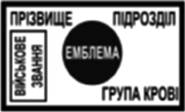 ПРІЗВИЩЕ ПІДРОЗДІЛ
ВІЙСЬКОВЕ
ЗВАННЯ
ЕМБЛЕМА
ГРУПА КРОВІ